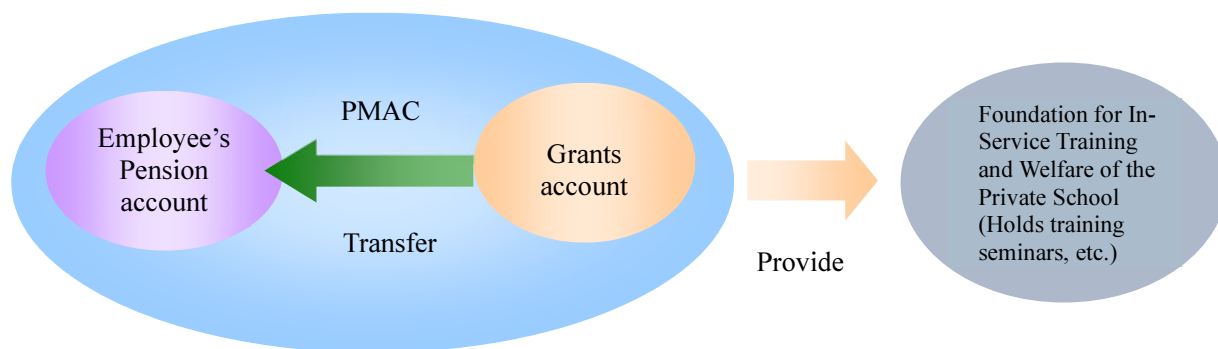 PMAC
Employee’s
Pension
account
Grants
account
Transfer
Provide
Foundation for In-
Service Training
and Welfare of the
Private School
(Holds training
seminars, etc.)